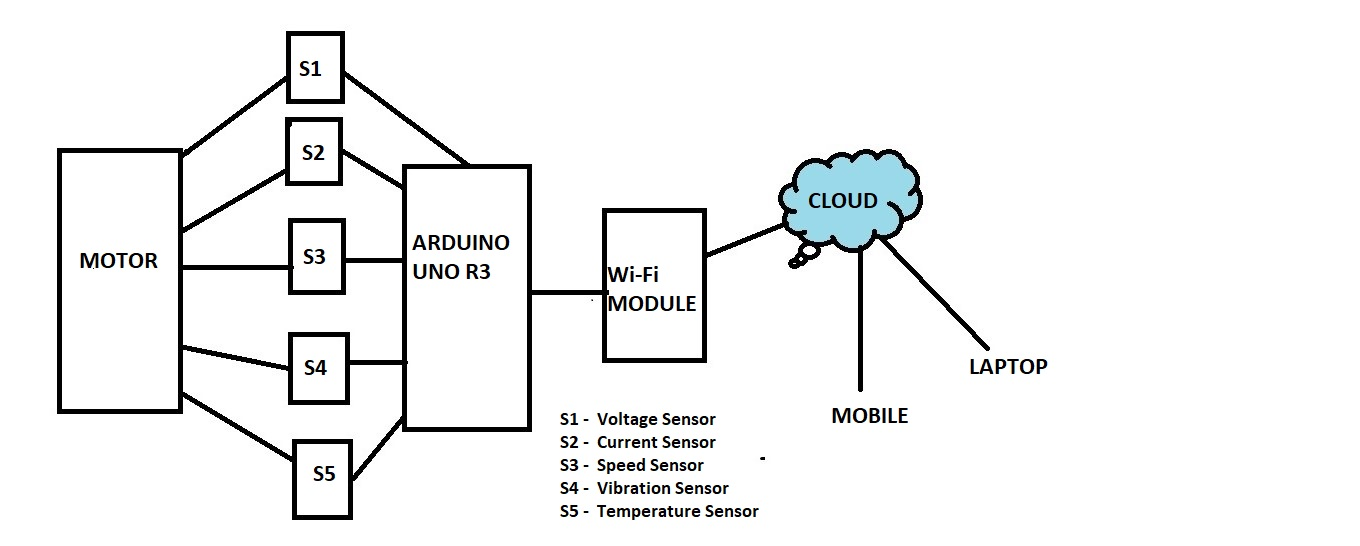 S1
S2
MOTOR
S3
ARDUINO
UNO R3
S4
S5
Wi-Fi
MODULE
CLOUD
LAPTOP
MOBILE
S1 - Voltage Sensor
S2 - Current Sensor
S3 - Speed Sensor
S4 - Vibration Sensor
S5 - Temperature Sensor